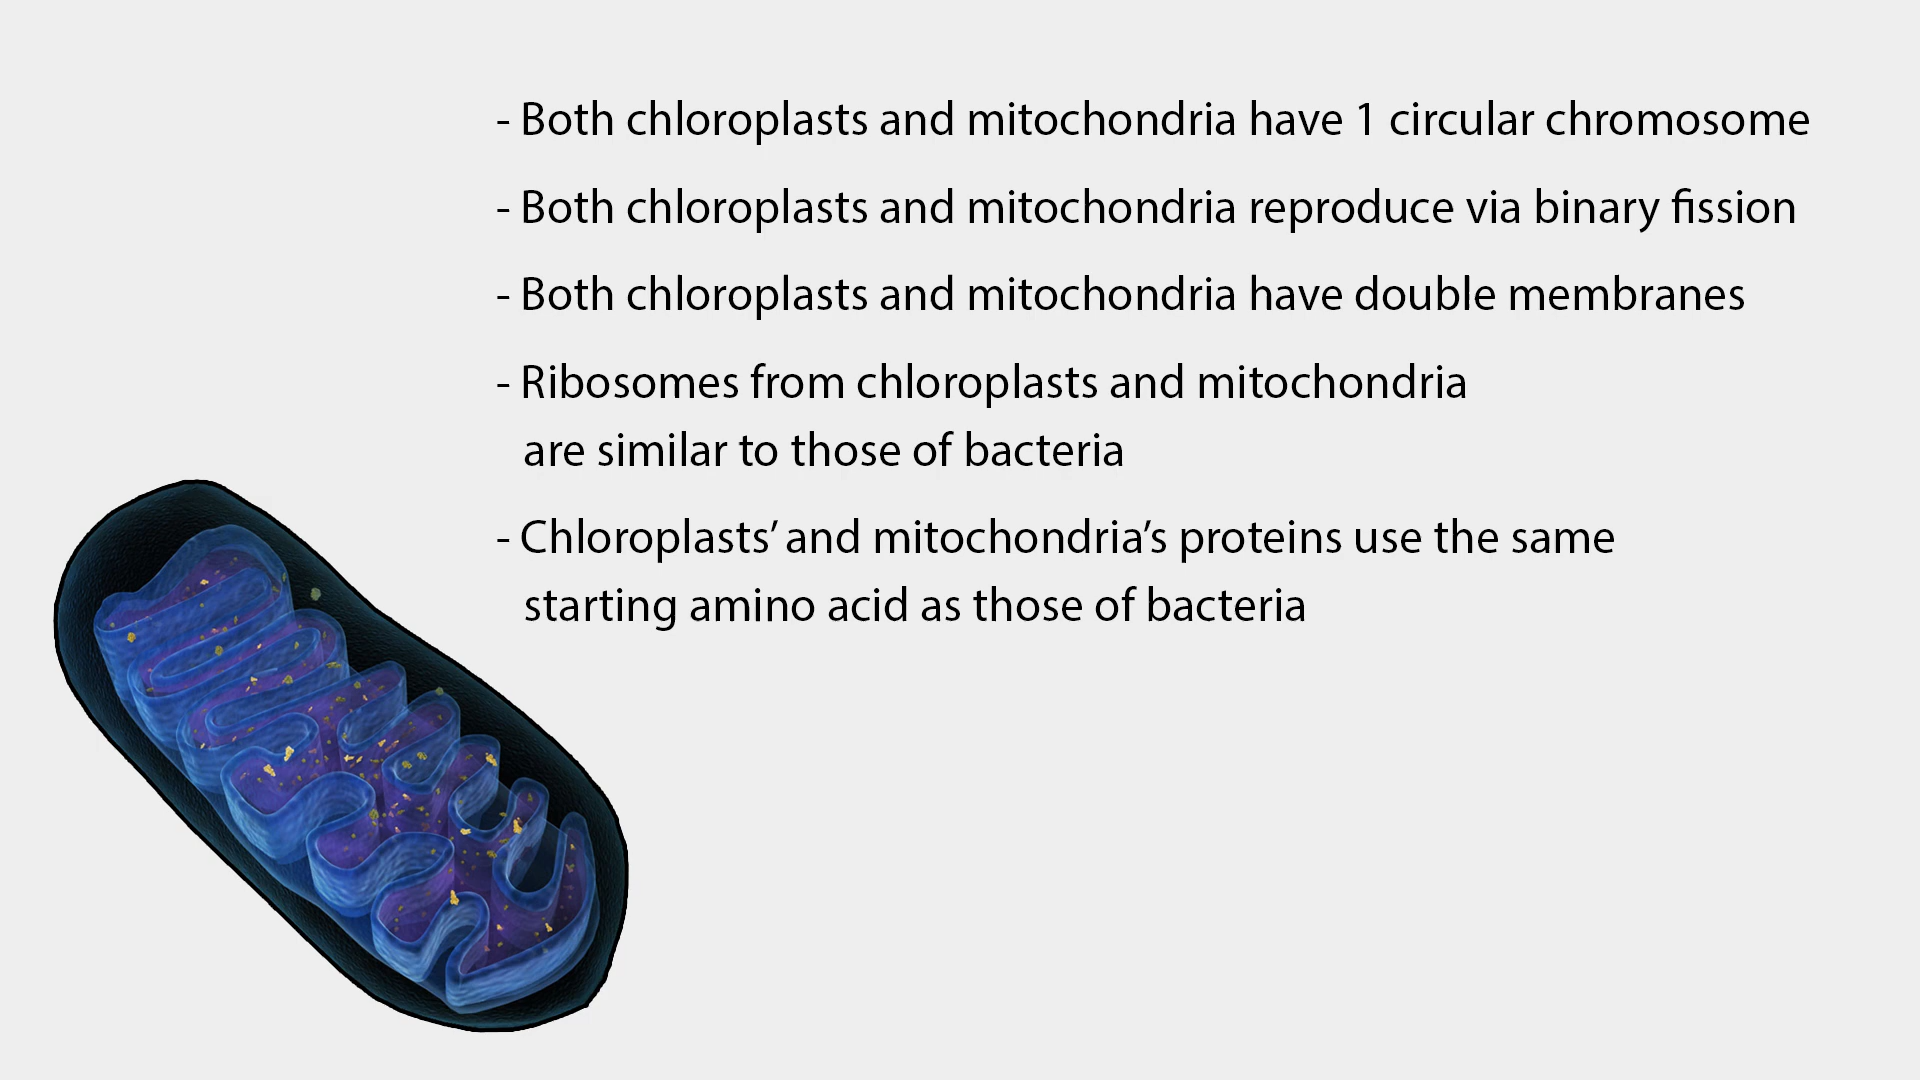 - Both chloroplasts and mitochondria have 1 circular chromosome
- Both chloroplasts and mitochondria reproduce via binary fission
- Both chloroplasts and mitochondria have double membranes
- Ribosomes from chloroplasts and mitochondria
are similar to those of bacteria
- Chloroplasts’ and mitochondria’s proteins use the same
starting amino acid as those of bacteria